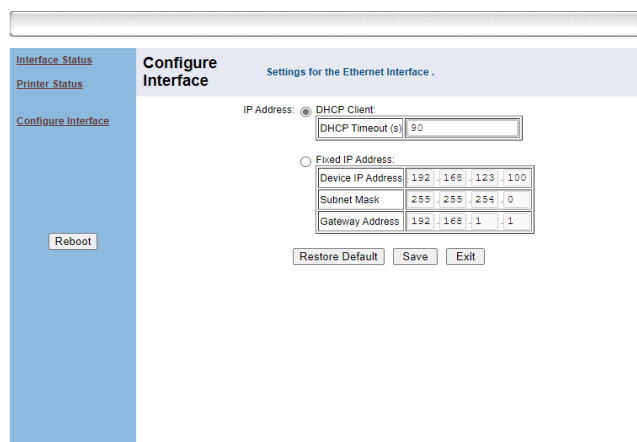 Interface Status
Printer Status
Configure Interface
Reboot
Configure
Interface
Settings for the Ethernet Interface .
IP Address: DHCP Client:
DHCP Timeout (s) 90
Fixed IP Address:
Device IP Address 192 . 168 . 123 . 100
Subnet Mask 255 . 255 . 254 . 0
Gateway Address 192 . 168 . 1 . 1
Restore Default Save Exit